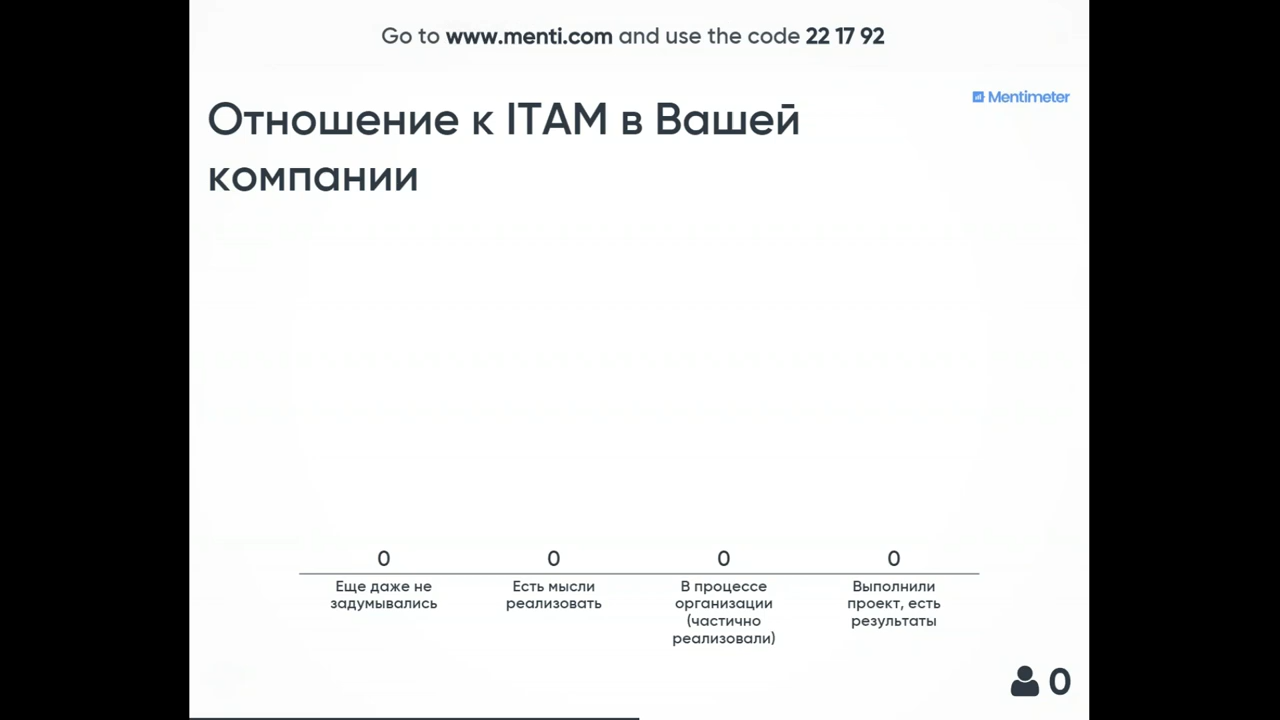 Go to www.menti.com and use the code 22 17 92
Mentimeter
Отношение к ITAM в Вашей
компании
0
0
0
0
Еще даже не
задумывались
Есть мысли
реализовать
В процессе
организации
(частично
реализовали)
Выполнили
проект, есть
результаты
0